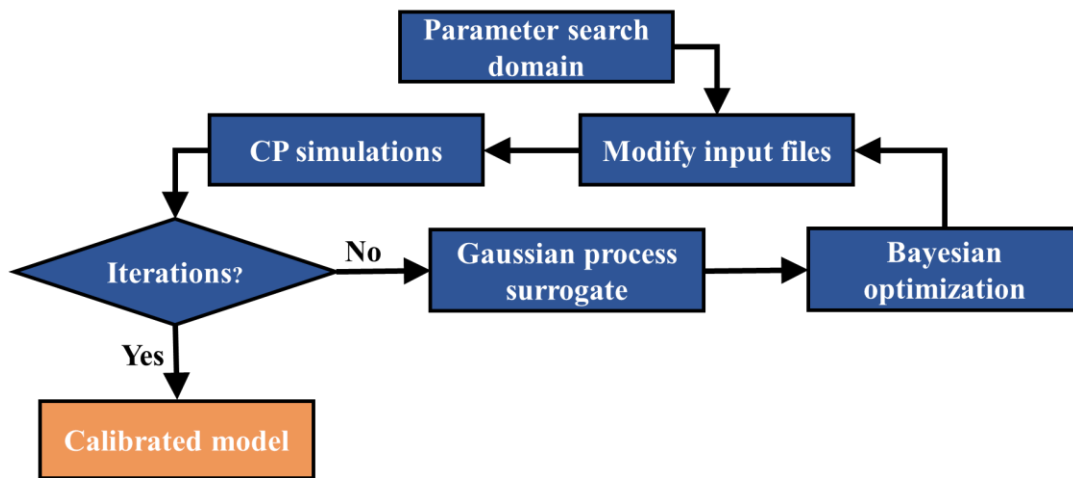 Parameter search
domain
CP simulations
Modify input files
Iterations?
No
Gaussian process
surrogate
Bayesian
optimization
Yes
Calibrated model